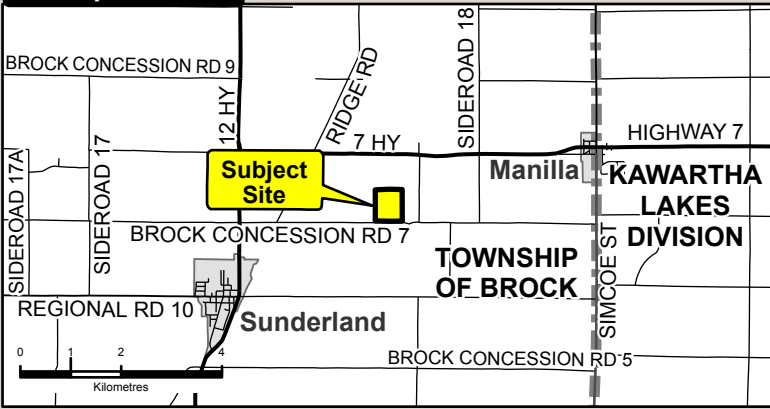 BROCK CONCESSION RD 9
SIDEROAD 17A
SIDEROAD 17
12 HY
RIDGE RD
7 HY
SIDEROAD 18
HIGHWAY 7
Manilla
KAWARTHA
LAKES
DIVISION
Subject
Site
BROCK CONCESSION RD 7
TOWNSHIP
OF BROCK
SIMCOE ST
REGIONAL RD 10
Sunderland
BROCK CONCESSION RD 5
0 1 2 4
Kilometres